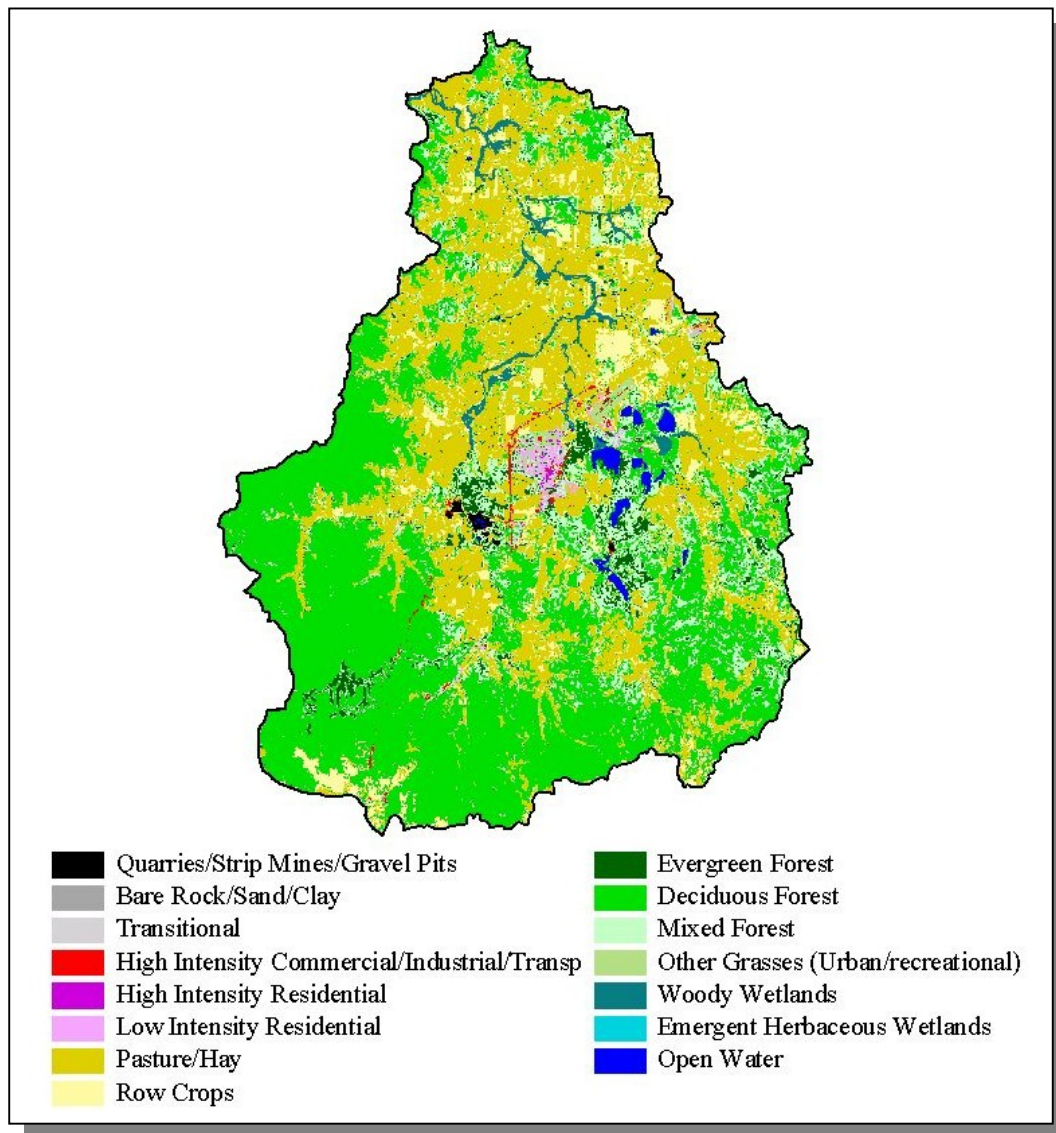 Quarries/Strip Mines/Gravel Pits
Bare Rock/Sand/Clay
Transitional
High Intensity Commercial/Industrial/Transp
High Intensity Residential
Low Intensity Residential
Pasture/Hay
Row Crops
Evergreen Forest
Deciduous Forest
Mixed Forest
Other Grasses (Urban/recreational)
Woody Wetlands
Emergent Herbaceous Wetlands
Open Water